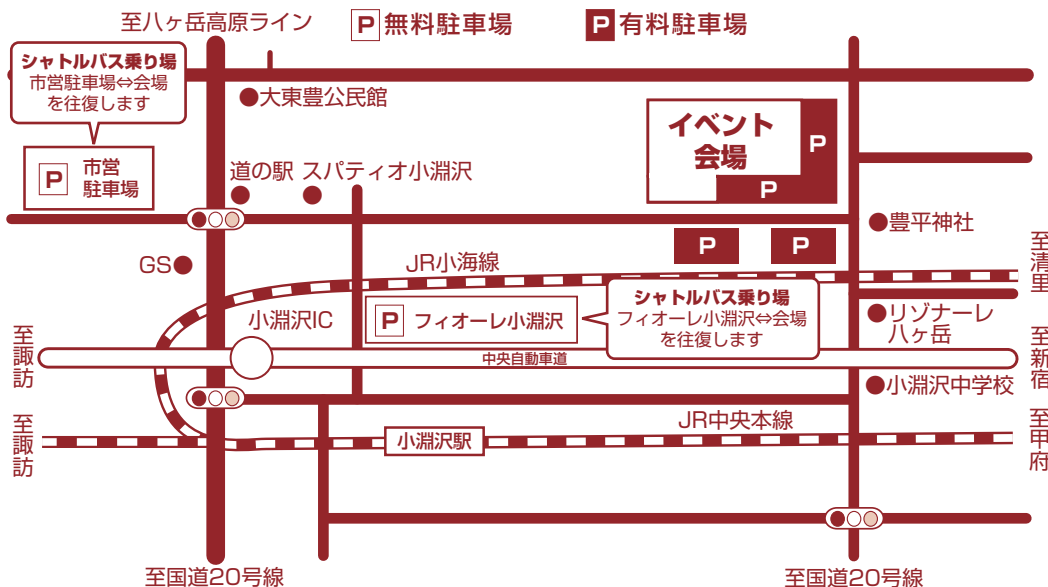 至八ヶ岳高原ライン
P 無料駐車場
P 有料駐車場
シャトルバス乗り場
市営駐車場⇔会場
を往復します
大東豊公民館
イベント
会場
P
P
P 市営
駐車場
道の駅 スパティオ小淵沢
豊平神社
P
P
GS
JR小海線
至清里
シャトルバス乗り場
フィオーレ小淵沢⇔会場
を往復します
P フィオーレ小淵沢
小淵沢IC
リゾナーレ
八ヶ岳
至諏訪
中央自動車道
至新宿
小淵沢中学校
JR中央本線
至諏訪
小淵沢駅
至甲府
至国道20号線
至国道20号線